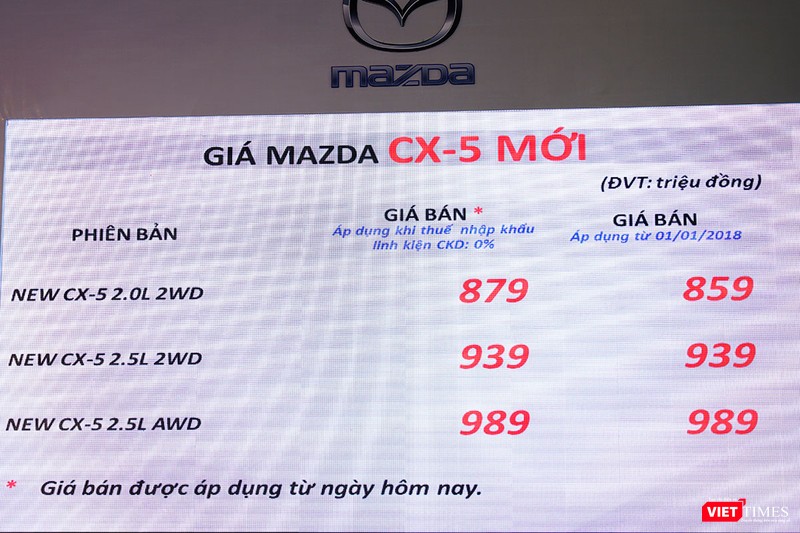 mazda
GIÁ MAZDA CX-5 MỚI
(ĐVT: triệu đồng)
PHIÊN BẢN
GIÁ BÁN *
Áp dụng khi thuế nhập khẩu
linh kiện CKD: 0%
GIÁ BÁN
Áp dụng từ 01/01/2018
NEW CX-5 2.0L 2WD 879 859
NEW CX-5 2.5L 2WD 939 939
NEW CX-5 2.5L AWD 989 989
* Giá bán được áp dụng từ ngày hôm nay.
VIETTIMES